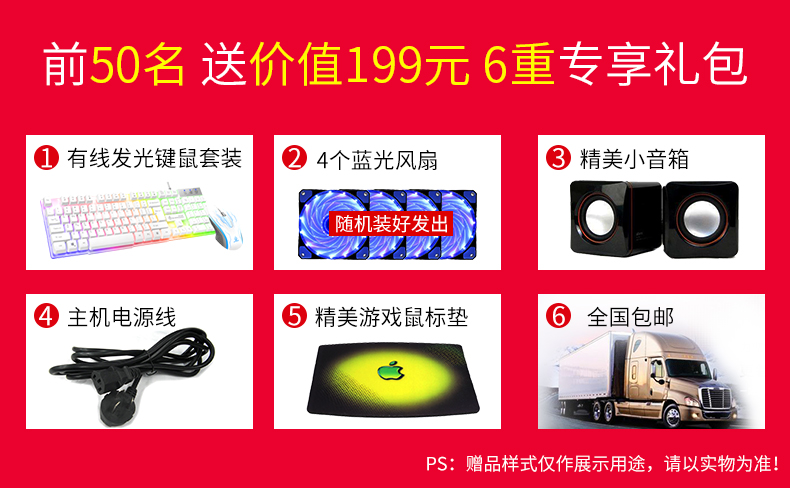 前50名 送价值199元 6重专享礼包
1 有线发光键鼠套装
2 4个蓝光风扇
随机装好发出
3 精美小音箱
4 主机电源线
5 精美游戏鼠标垫
6 全国包邮
PS：赠品样式仅作展示用途，请以实物为准！